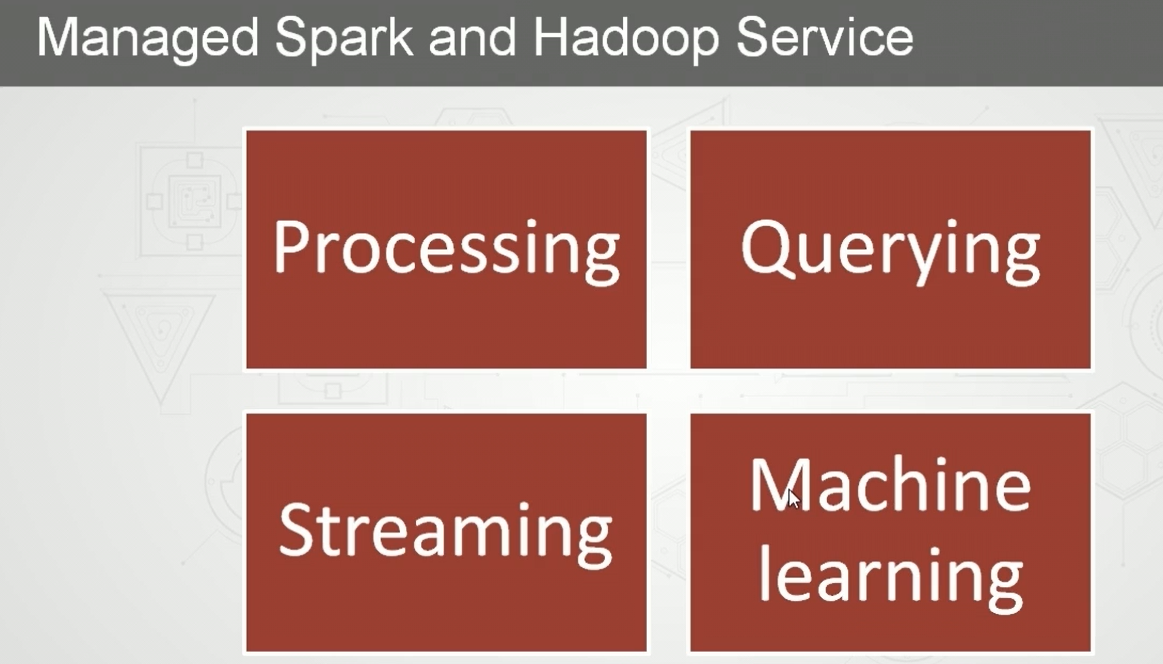 Managed Spark and Hadoop Service
Processing
Querying
Streaming
Machine
learning